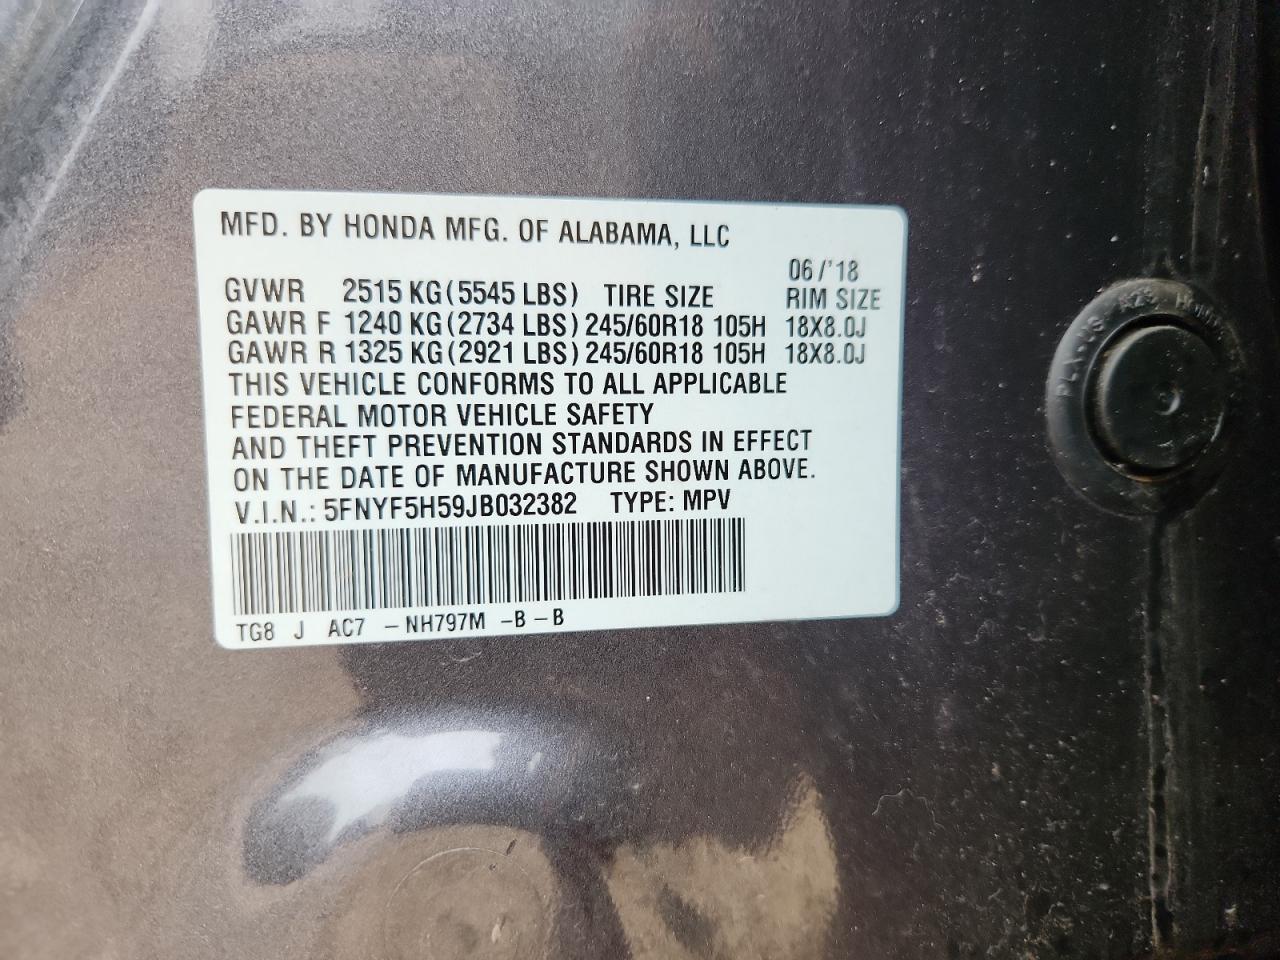 MFD. BY HONDA MFG. OF ALABAMA, LLC
06/'18
GVWR 2515 KG(5545 LBS) TIRE SIZE RIM SIZE
GAWR F 1240 KG(2734 LBS) 245/60R18 105H 18X8.0J
GAWR R 1325 KG(2921 LBS) 245/60R18 105H 18X8.0J
THIS VEHICLE CONFORMS TO ALL APPLICABLE
FEDERAL MOTOR VEHICLE SAFETY
AND THEFT PREVENTION STANDARDS IN EFFECT
ON THE DATE OF MANUFACTURE SHOWN ABOVE.
V.I.N.: 5FNYF5H59JB032382 TYPE: MPV
TG8 J AC7 -NH797M -B -B